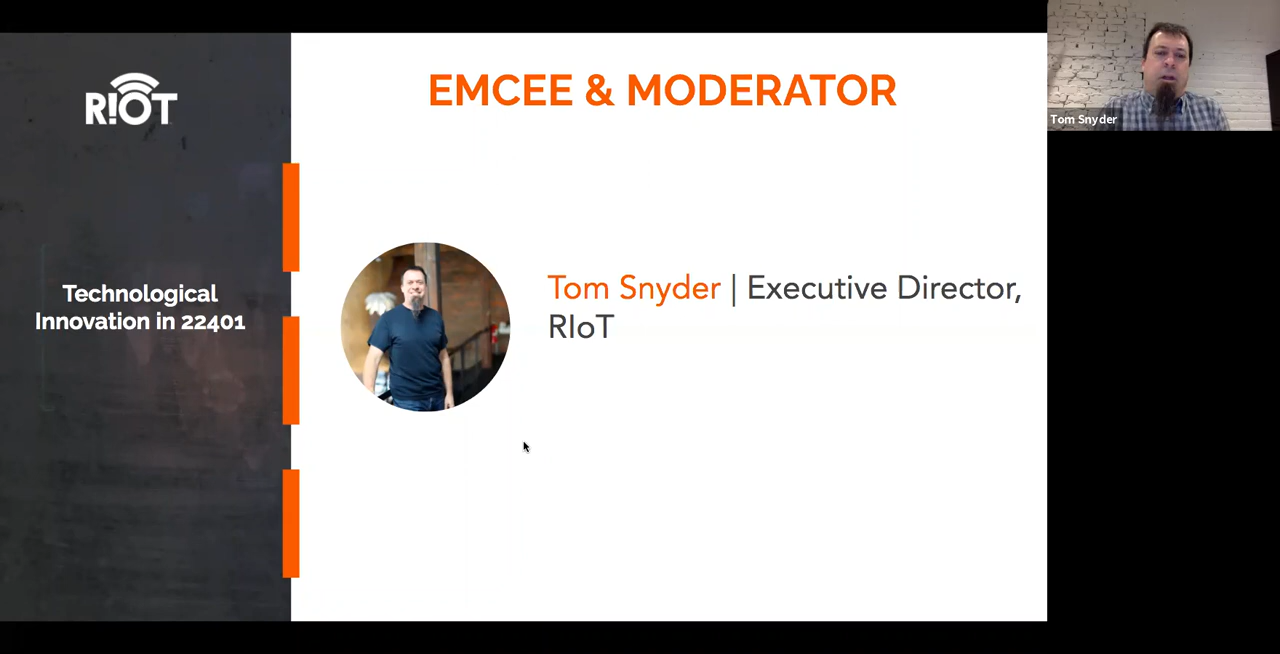 R!OT
Technological
Innovation in 22401
EMCEE & MODERATOR
Tom Snyder | Executive Director,
RIoT
Tom Snyder